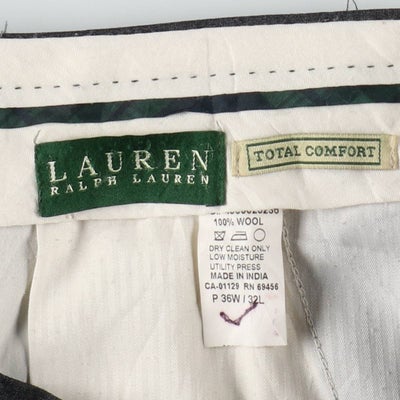 LAUREN
RALPH LAUREN
TOTAL COMFORT
100% WOOL
DRY CLEAN ONLY
LOW MOISTURE
UTILITY PRESS
MADE IN INDIA
CA-01129 RN 69456
P 36W / 32L